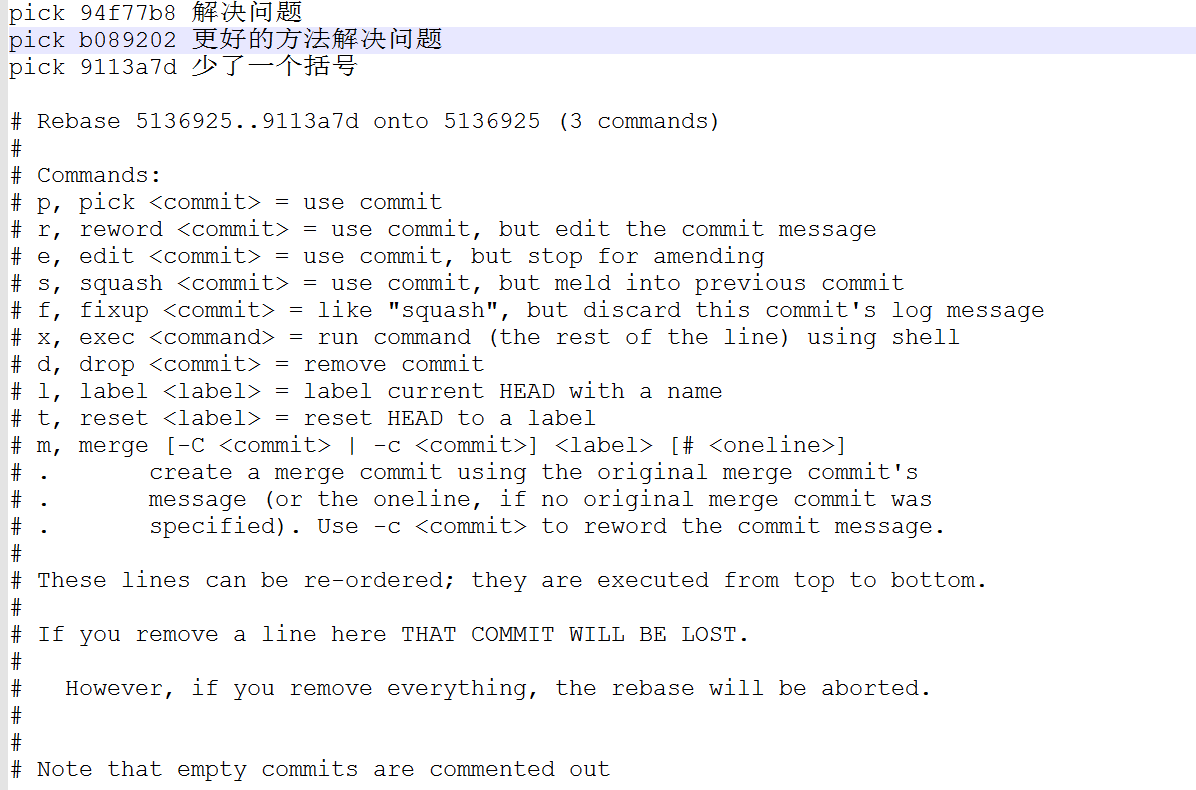 pick 94f77b8 解决问题
pick b089202 更好的方法解决问题
pick 9113a7d 少了一个括号
# Rebase 5136925..9113a7d onto 5136925 (3 commands)
#
# Commands:
# p, pick <commit> = use commit
# r, reword <commit> = use commit, but edit the commit message
# e, edit <commit> = use commit, but stop for amending
# s, squash <commit> = use commit, but meld into previous commit
# f, fixup <commit> = like "squash", but discard this commit's log message
# x, exec <command> = run command (the rest of the line) using shell
# d, drop <commit> = remove commit
# l, label <label> = label current HEAD with a name
# t, reset <label> = reset HEAD to a label
# m, merge [-C <commit> | -c <commit>] <label> [# <oneline>]
# .       create a merge commit using the original merge commit's
# .       message (or the oneline, if no original merge commit was
# .       specified). Use -c <commit> to reword the commit message.
#
# These lines can be re-ordered; they are executed from top to bottom.
#
# If you remove a line here THAT COMMIT WILL BE LOST.
#
#   However, if you remove everything, the rebase will be aborted.
#
#
# Note that empty commits are commented out